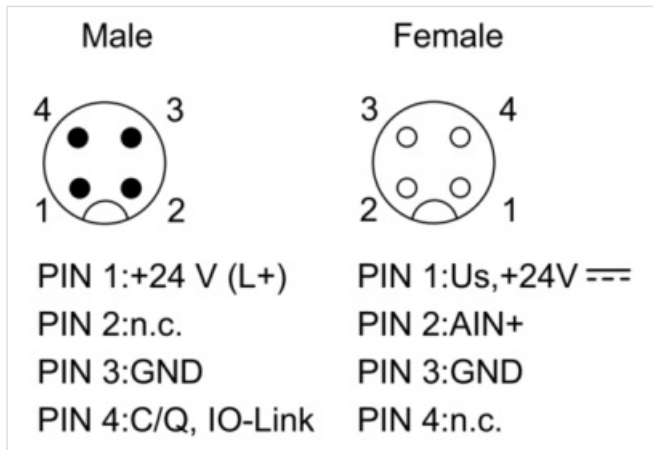 Male
Female
4 3
3 4
1 2
2 1
PIN 1:+24 V (L+)
PIN 2:n.c.
PIN 3:GND
PIN 4:C/Q, IO-Link
PIN 1:Us,+24V
PIN 2:AIN+
PIN 3:GND
PIN 4:n.c.